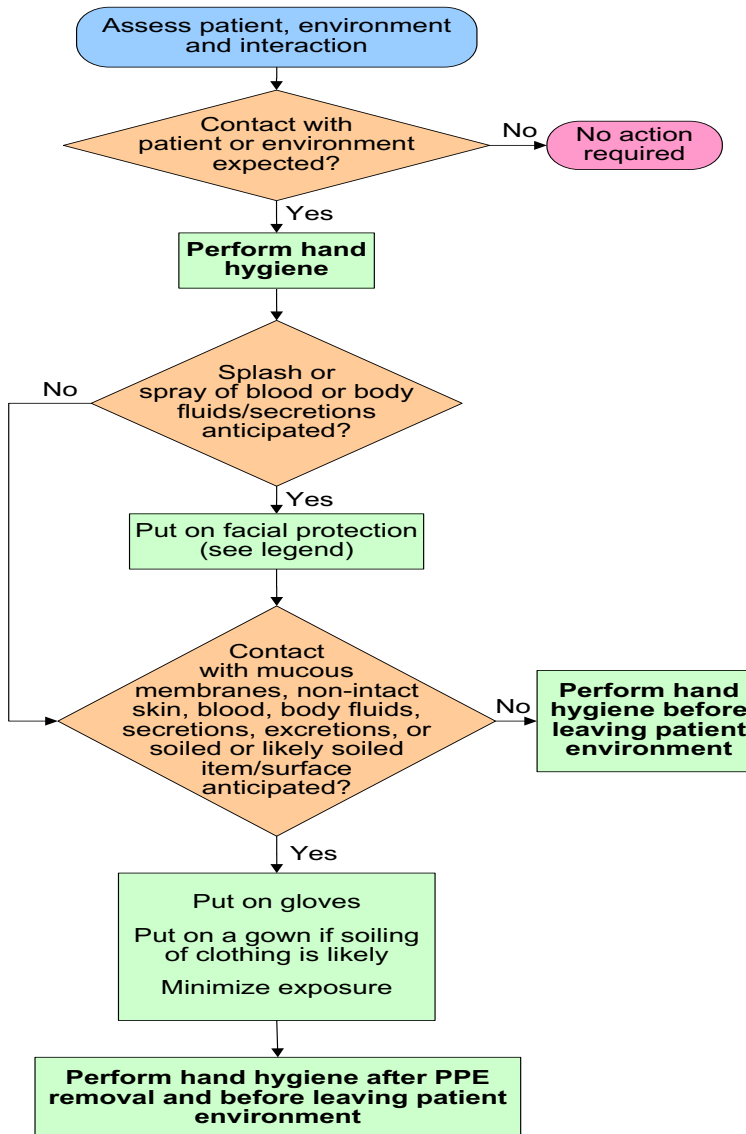 Assess patient, environment
and interaction
Contact with
patient or environment
expected?
No
No action
required
Yes
Perform hand
hygiene
Splash or
spray of blood or body
fluids/secretions
anticipated?
No
Yes
Put on facial protection
(see legend)
Contact
with mucous
membranes, non-intact
skin, blood, body fluids,
secretions, excretions, or
soiled or likely soiled
item/surface
anticipated?
No
Perform hand
hygiene before
leaving patient
environment
Yes
Put on gloves
Put on a gown if soiling
of clothing is likely
Minimize exposure
Perform hand hygiene after PPE
removal and before leaving patient
environment